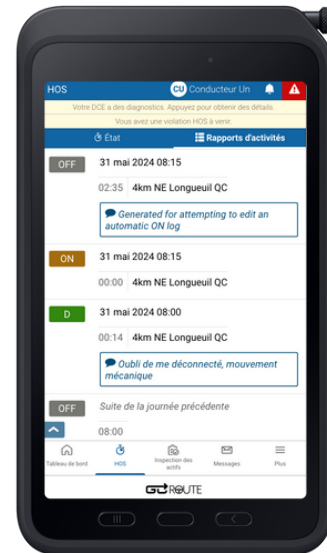 HOS
CU Conducteur Un
Votre DCE a des diagnostics. Appuyez pour obtenir des détails.
Vous avez une violation HOS à venir.
État
Rapports d'activités
OFF 31 mai 2024 08:15
02:35 4km NE Longueuil QC
Generated for attempting to edit an
automatic ON log
ON 31 mai 2024 08:15
00:00 4km NE Longueuil QC
D 31 mai 2024 08:00
00:14 4km NE Longueuil QC
Oubli de me déconnecté, mouvement
mécanique
OFF Suite de la journée précédente
08:00
Tableau de bord
HOS
Inspection des
actifs
Messages
Plus
GO ROUTE